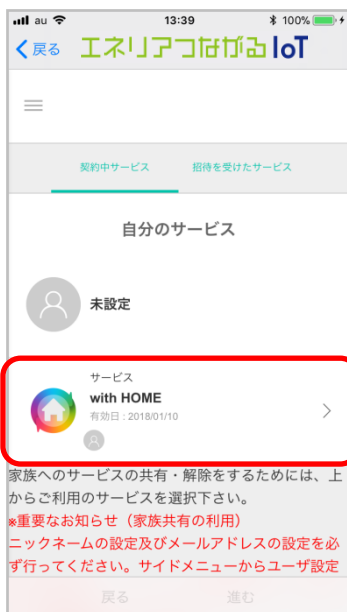 au 13:39 100%
戻る エネリアつながるIoT
契約中サービス 招待を受けたサービス
自分のサービス
未設定
サービス
with HOME
有効日 : 2018/01/10
家族へのサービスの共有・解除をするためには、上
からご利用のサービスを選択下さい。
※重要なお知らせ（家族共有の利用）
ニックネームの設定及びメールアドレスの設定を必
ず行ってください。サイドメニューからユーザ設定
戻る 進む